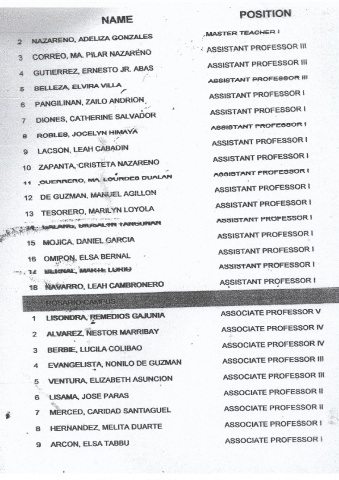 NAME POSITION
2 NAZARENO, ADELIZA GONZALES MASTER TEACHER I
3 CORREO, MA. PILAR NAZARENO ASSISTANT PROFESSOR III
4 GUTIERREZ, ERNESTO JR. ABAS ASSISTANT PROFESSOR III
5 BELLEZA, ELVIRA VILLA ASSISTANT PROFESSOR III
6 PANGILINAN, ZAILO ANDRION ASSISTANT PROFESSOR I
7 DIONES, CATHERINE SALVADOR ASSISTANT PROFESSOR I
8 ROBLES, JOCELYN HIMAYA ASSISTANT PROFESSOR I
9 LACSON, LEAH CABADIN ASSISTANT PROFESSOR I
10 ZAPANTA, CRISTETA NAZARENO ASSISTANT PROFESSOR I
11 GUERRERO, MA. LOURDES DUALAN ASSISTANT PROFESSOR I
12 DE GUZMAN, MANUEL AGILLON ASSISTANT PROFESSOR I
13 TESORERO, MARILYN LOYOLA ASSISTANT PROFESSOR I
ASSISTANT PROFESSOR I
15 MOJICA, DANIEL GARCIA ASSISTANT PROFESSOR I
16 OMIPON, ELSA BERNAL ASSISTANT PROFESSOR I
BERNAL, ASSISTANT PROFESSOR I
18 NAVARRO, LEAH CAMBRONERO ASSISTANT PROFESSOR I
ROSARIO CAMPUS
1 LISONDRA, REMEDIOS GAJUNIA ASSOCIATE PROFESSOR V
2 ALVAREZ, NESTOR MARRIBAY ASSOCIATE PROFESSOR IV
3 BERBIE, LUCILA COLIBAO ASSOCIATE PROFESSOR IV
4 EVANGELISTA, NONILO DE GUZMAN ASSOCIATE PROFESSOR III
5 VENTURA, ELIZABETH ASUNCION ASSOCIATE PROFESSOR III
6 LISAMA, JOSE PARAS ASSOCIATE PROFESSOR II
7 MERCED, CARIDAD SANTIAGUEL ASSOCIATE PROFESSOR II
8 HERNANDEZ, MELITA DUARTE ASSOCIATE PROFESSOR I
9 ARCON, ELSA TABBU ASSOCIATE PROFESSOR I